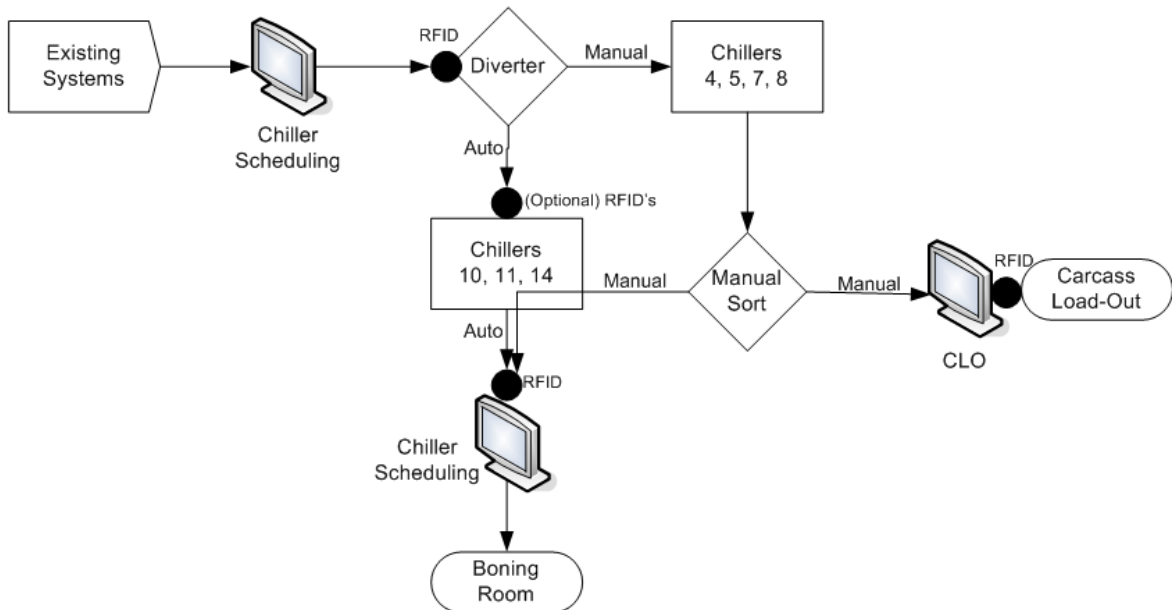 Existing
Systems
Chiller
Scheduling
RFID
Diverter
Manual
Chillers
4, 5, 7, 8
Auto
(Optional) RFID's
Chillers
10, 11, 14
Manual
Manual
Sort
Manual
RFID
Carcass
Load-Out
CLO
Auto
RFID
Chiller
Scheduling
Boning
Room